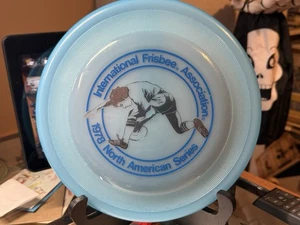 International Frisbee Association
1978 North American Series